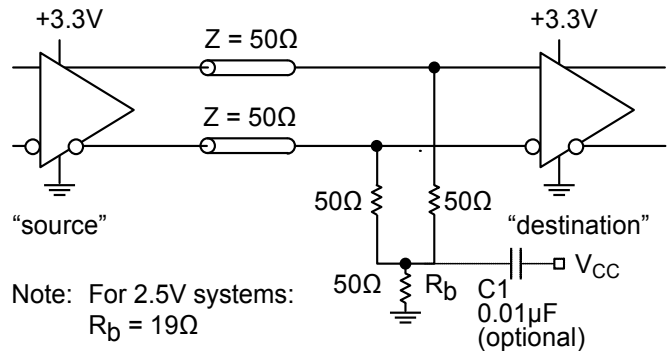 +3.3V
+3.3V
Z = 50Ω
Z = 50Ω
50Ω
50Ω
“source”
“destination”
50Ω
Rb
C1
0.01µF
(optional)
VCC
Note: For 2.5V systems:
Rb = 19Ω